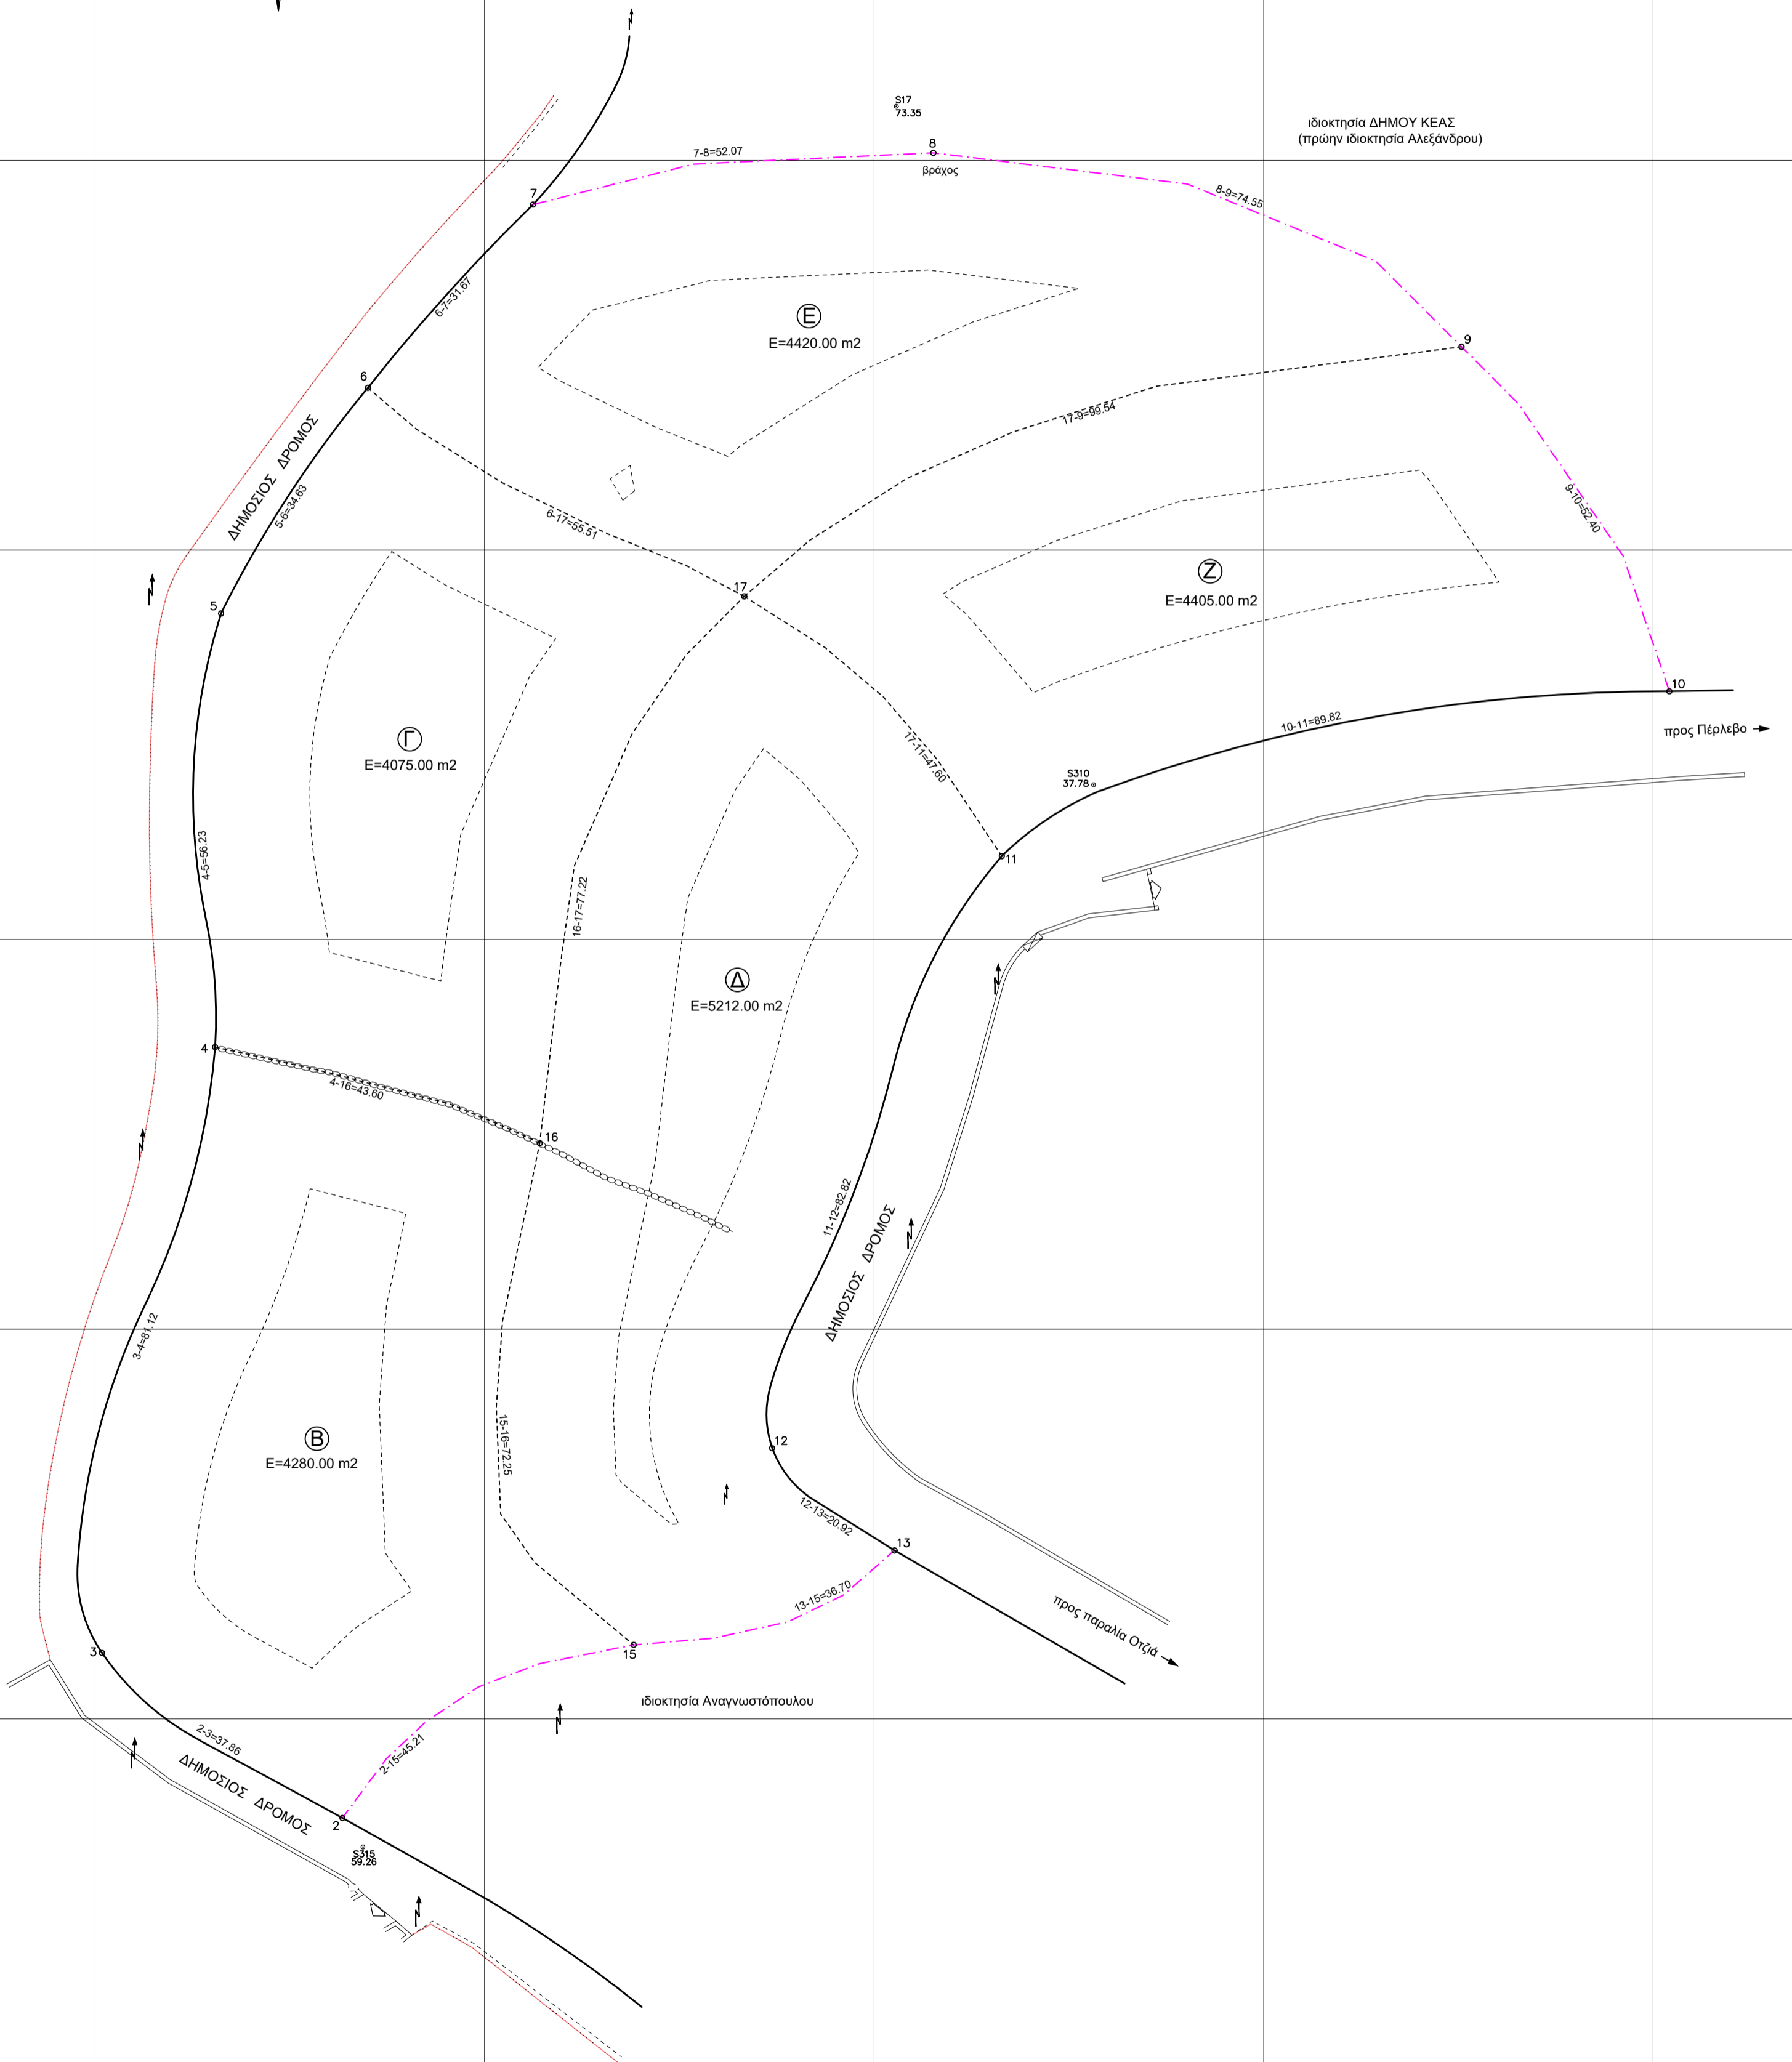 S17
73.35
ιδιοκτησία ΔΗΜΟΥ ΚΕΑΣ
(πρώην ιδιοκτησία Αλεξάνδρου)
8
7-8=52.07
βράχος
7
8-9=74.55
6-7=31.67
Ε
E=4420.00 m2
9
6
17-9=99.54
ΔΗΜΟΣΙΟΣ ΔΡΟΜΟΣ
5-6=34.63
6-17=55.51
9-10=52.40
Ζ
E=4405.00 m2
17
5
10
10-11=89.82
προς Πέρλεβο
Γ
E=4075.00 m2
17-11=47.60
S310
37.78
11
4-5=56.23
16-17=77.22
Δ
E=5212.00 m2
4
4-16=43.60
16
11-12=82.82
ΔΗΜΟΣΙΟΣ ΔΡΟΜΟΣ
3-4=81.12
Β
E=4280.00 m2
15-16=72.25
12
12-13=20.92
13
13-15=36.70
προς παραλία Οτζιά
3
15
ιδιοκτησία Αναγνωστόπουλου
2-3=37.86
2-15=45.21
ΔΗΜΟΣΙΟΣ ΔΡΟΜΟΣ
2
S315
59.26